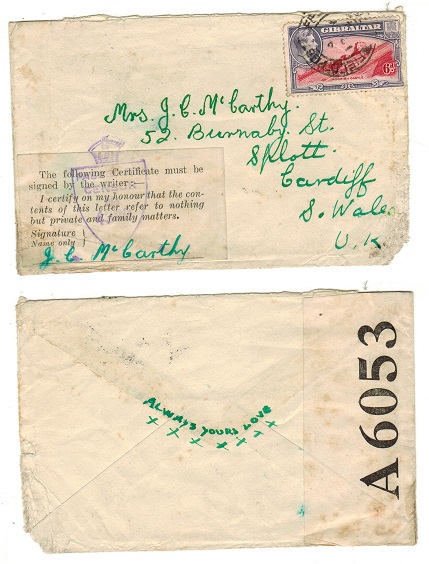 GIBRALTAR
6d
Mrs. J. C. McCarthy.
52, Burnaby St.
Splott.
Cardiff
S. Wales
U.K
The following Certificate must be
signed by the writer:—
I certify on my honour that the con-
tents of this letter refer to nothing
but private and family matters.
Signature }
Name only }
J. C. McCarthy
ALWAYS YOURS LOVE
x x x x x x x
A6053